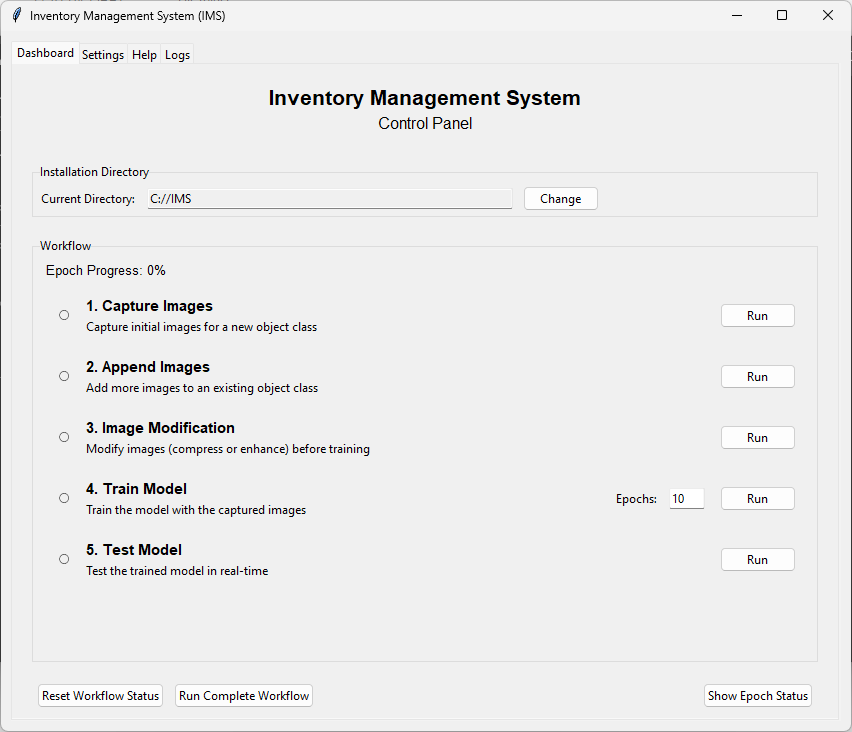 Inventory Management System (IMS)
Dashboard Settings Help Logs
Inventory Management System
Control Panel
Installation Directory
Current Directory: C://IMS Change
Workflow
Epoch Progress: 0%
1. Capture Images
Capture initial images for a new object class
Run
2. Append Images
Add more images to an existing object class
Run
3. Image Modification
Modify images (compress or enhance) before training
Run
4. Train Model
Train the model with the captured images
Epochs: 10 Run
5. Test Model
Test the trained model in real-time
Run
Reset Workflow Status Run Complete Workflow Show Epoch Status